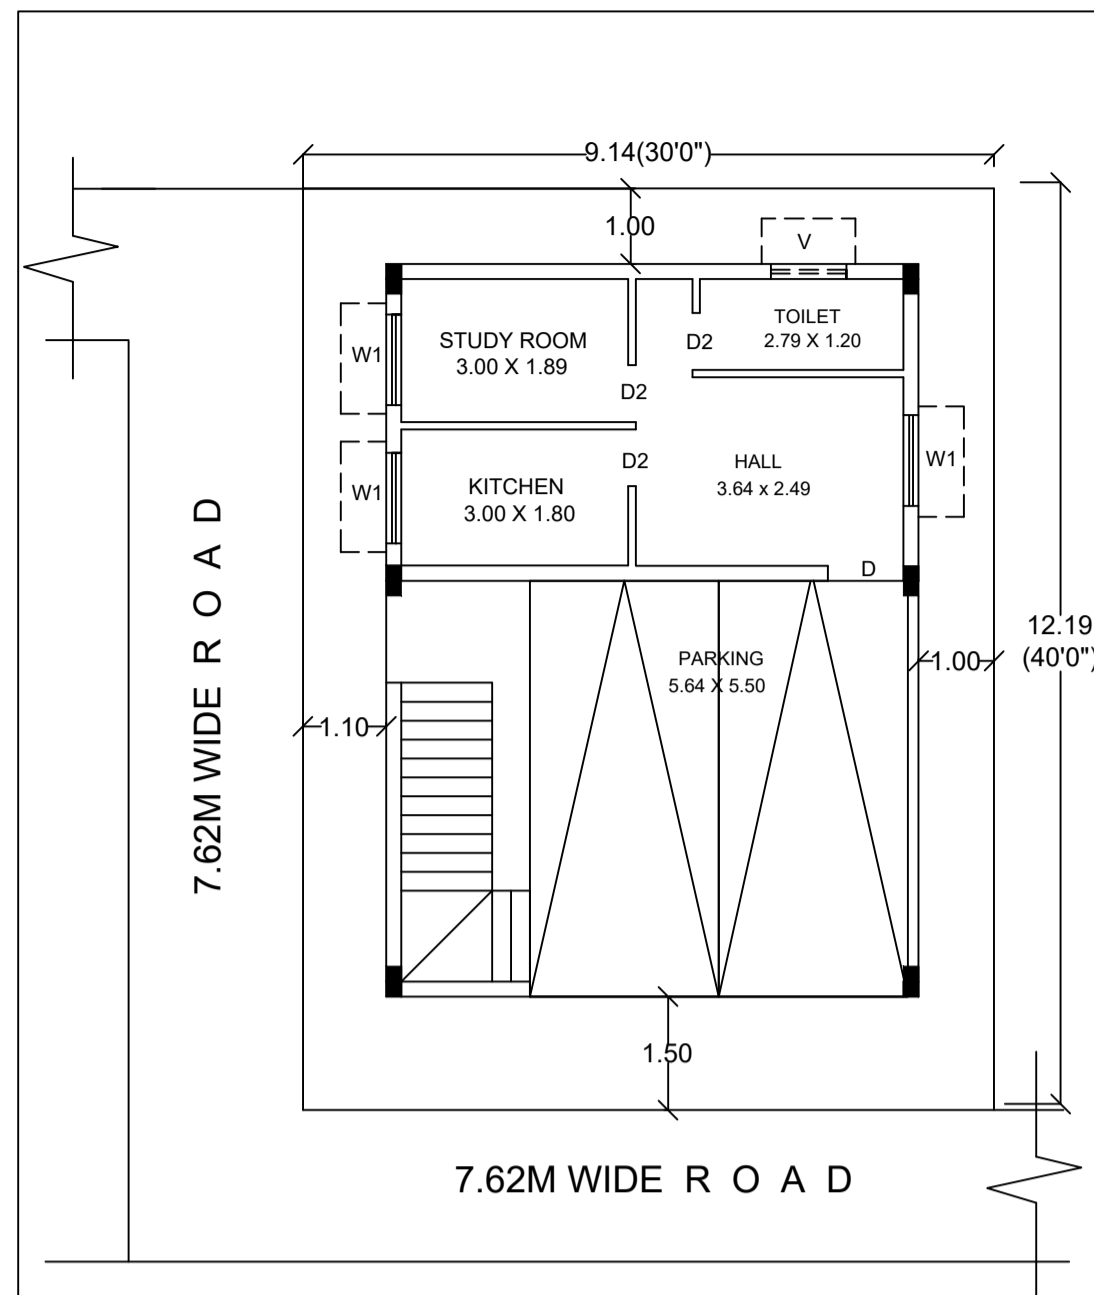 9.14(30'0")
1.00
V
TOILET
2.79 X 1.20
STUDY ROOM
3.00 X 1.89
W1
D2
D2
D2
HALL
3.64 x 2.49
W1
KITCHEN
3.00 X 1.80
W1
D
PARKING
5.64 X 5.50
1.00
12.19
(40'0")
1.10
7.62M WIDE R O A D
1.50
7.62M WIDE R O A D